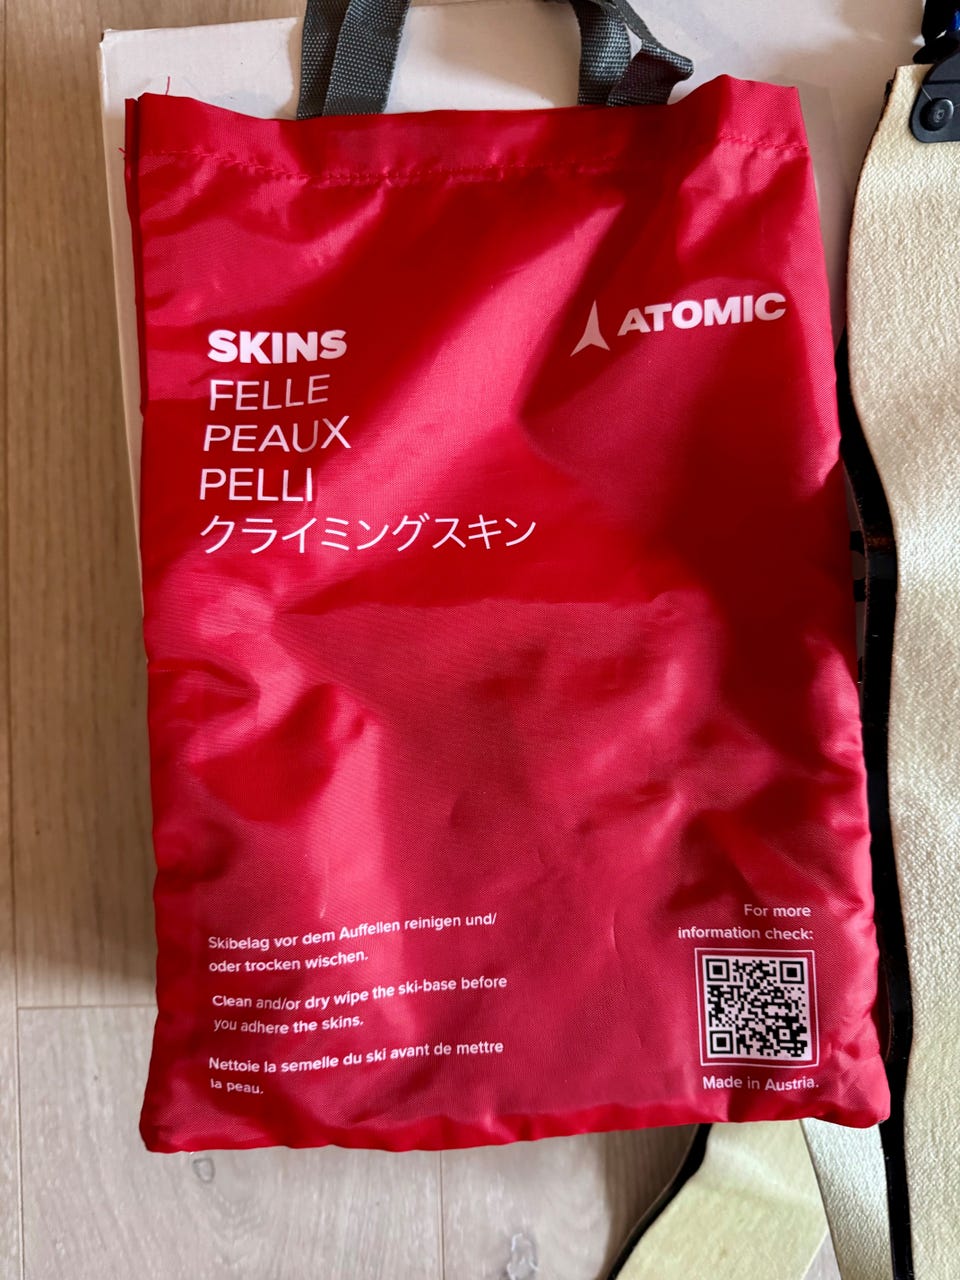 ATOMIC
SKINS
FELLE
PEAUX
PELLI
クライミングスキン
Skibelag vor dem Auffellen reinigen und/
oder trocken wischen.
Clean and/or dry wipe the ski-base before
you adhere the skins.
Nettoie la semelle du ski avant de mettre
la peau.
For more
information check:
Made in Austria.